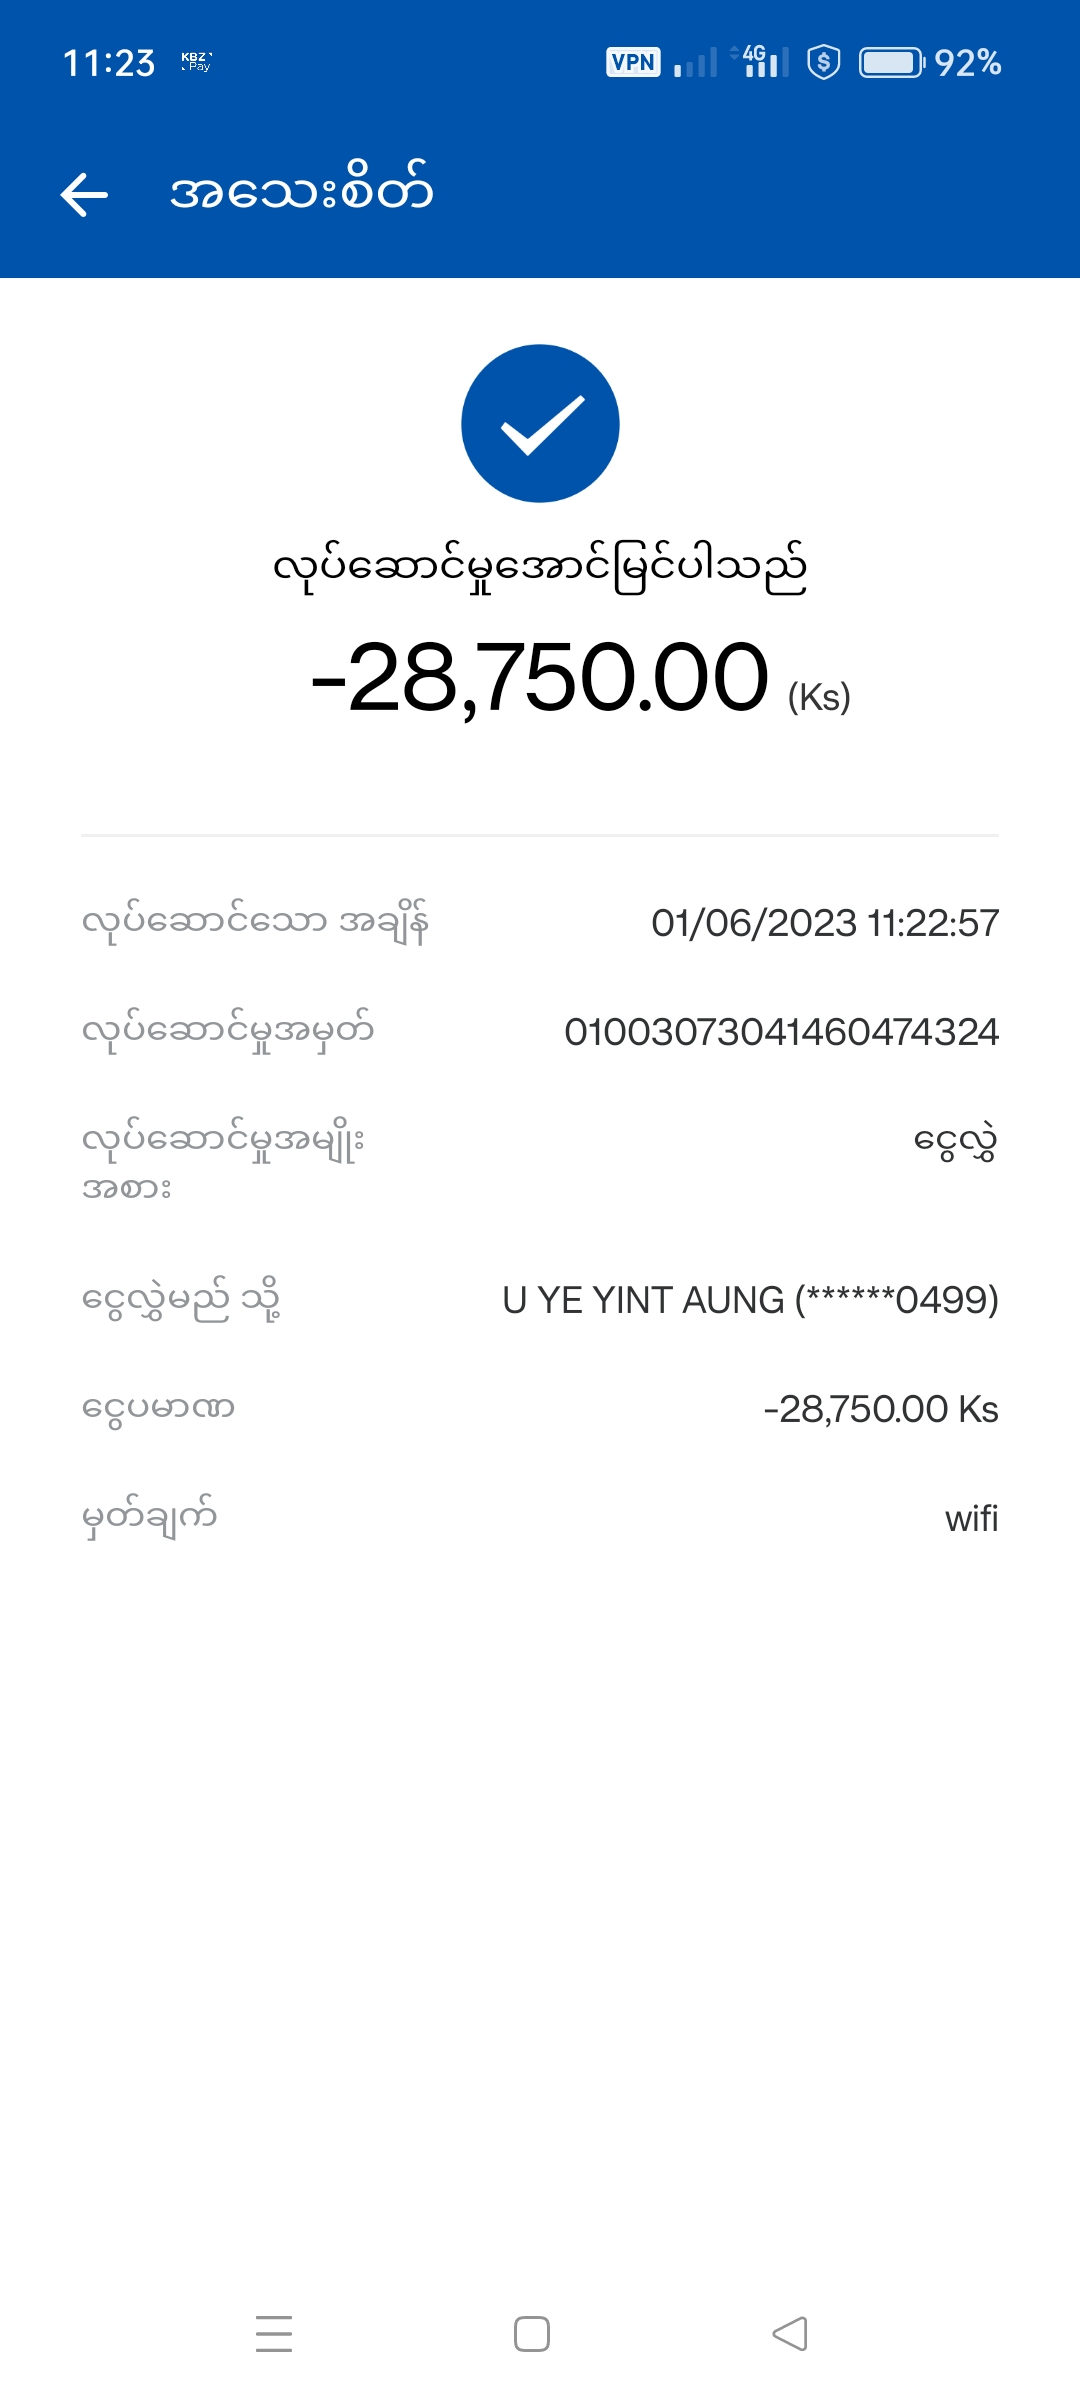 11:23 KBZ Pay VPN 4G 92%
အသေးစိတ်
လုပ်ဆောင်မှုအောင်မြင်ပါသည်
-28,750.00 (Ks)
လုပ်ဆောင်သော အချိန် 01/06/2023 11:22:57
လုပ်ဆောင်မှုအမှတ် 01003073041460474324
လုပ်ဆောင်မှုအမျိုး ငွေလွှဲ
အစား
ငွေလွှဲမည် သို့ U YE YINT AUNG (******0499)
ငွေပမာဏ -28,750.00 Ks
မှတ်ချက် wifi